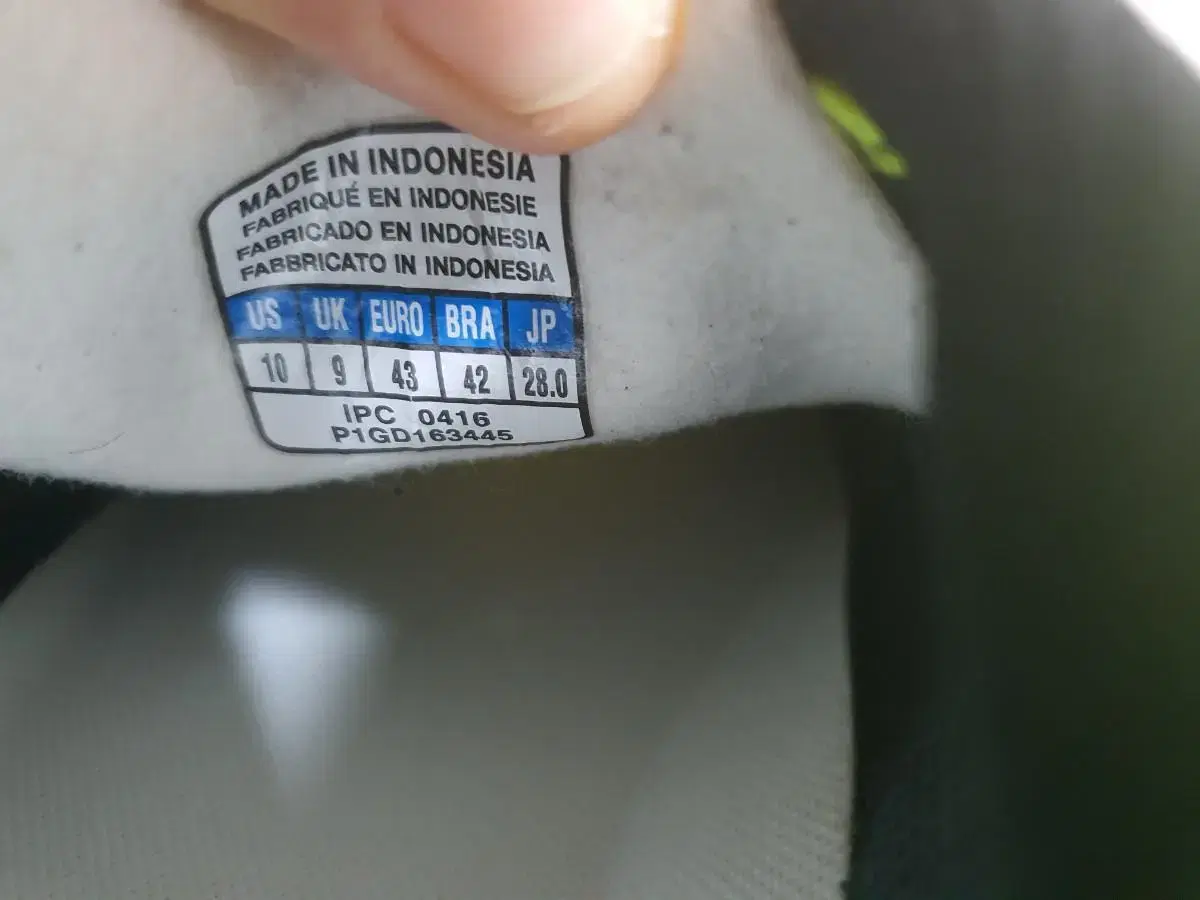 MADE IN INDONESIA
FABRIQUÉ EN INDONESIE
FABRICADO EN INDONESIA
FABBRICATO IN INDONESIA
US UK EURO BRA JP
10 9 43 42 28.0
IPC 0416
P1GD163445